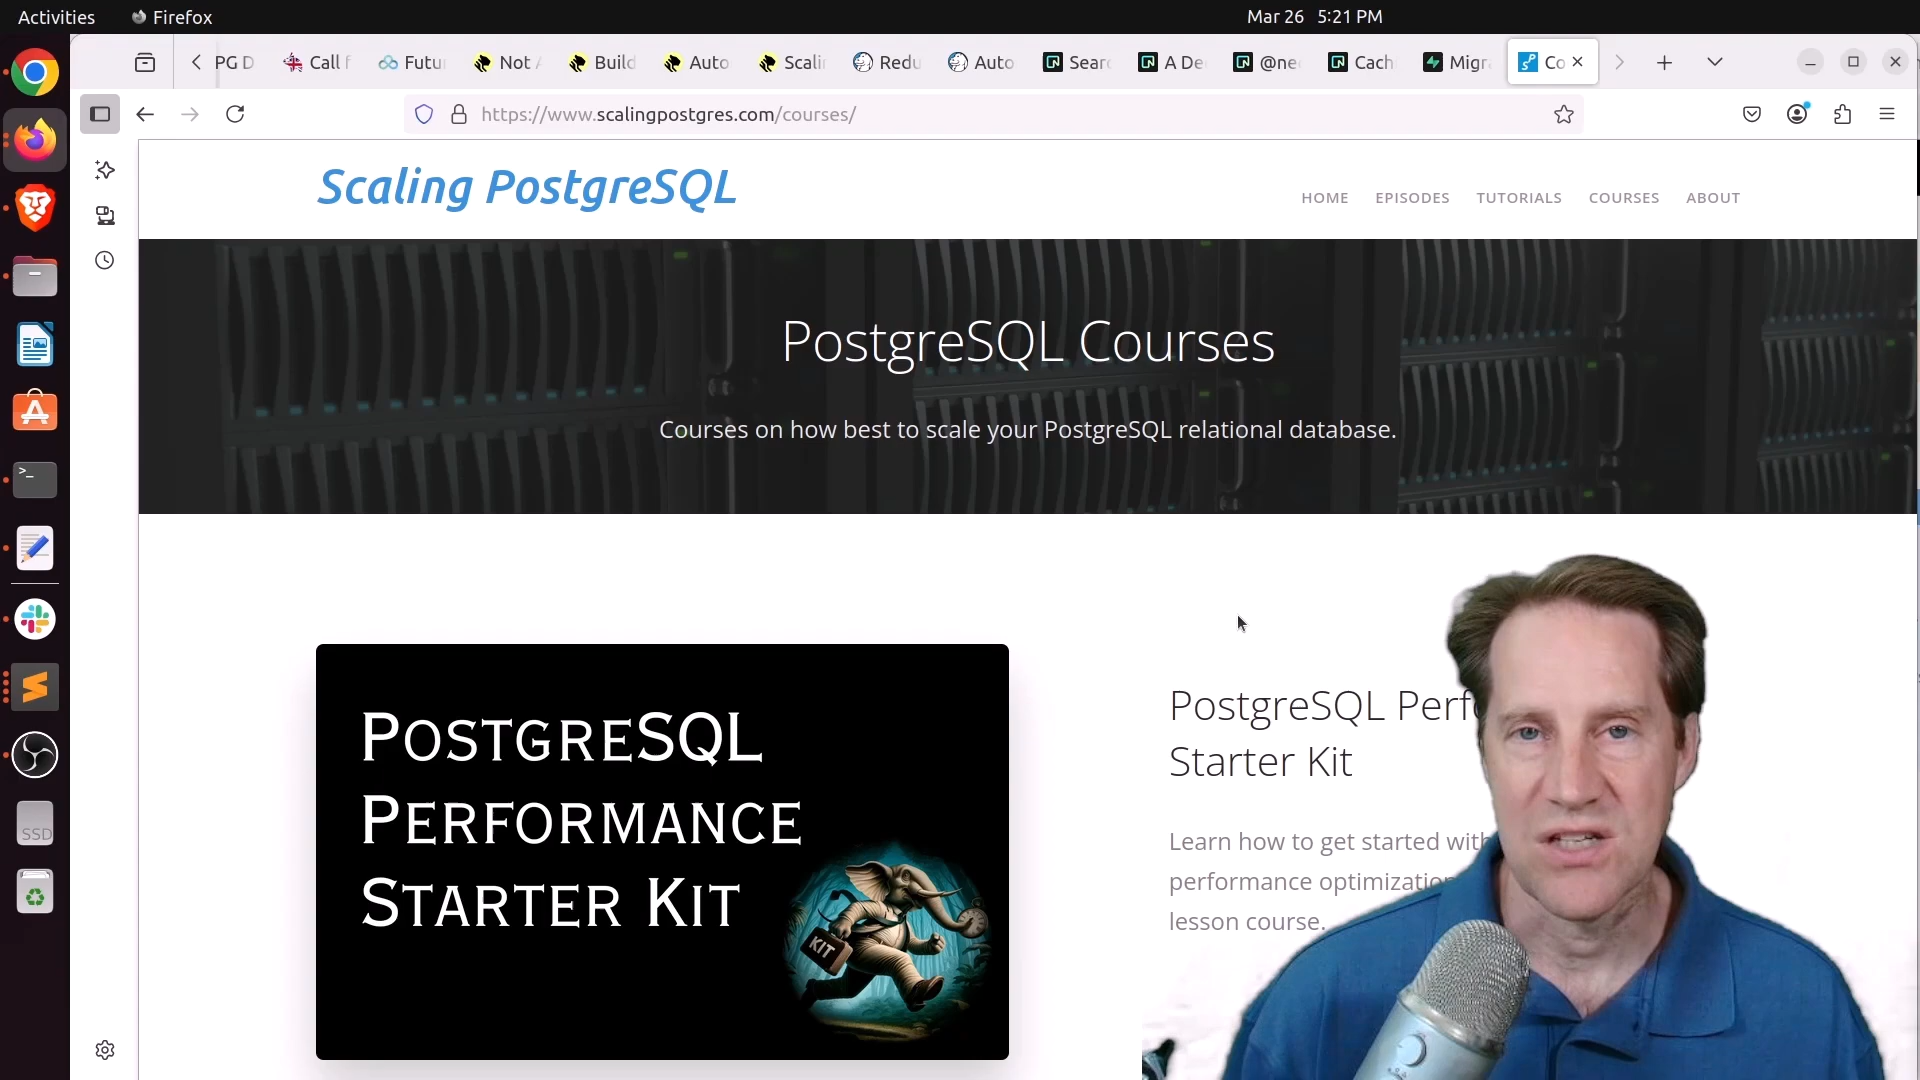 Activities
Firefox
Mar 26 5:21 PM
PG D
Call f
Futu
Not A
Build
Auto
Scali
Redu
Auto
Sear
A De
@ne
Cach
Migr
Co
https://www.scalingpostgres.com/courses/
Scaling PostgreSQL
HOME
EPISODES
TUTORIALS
COURSES
ABOUT
PostgreSQL Courses
Courses on how best to scale your PostgreSQL relational database.
POSTGRESQL
PERFORMANCE
STARTER KIT
KIT
PostgreSQL Perfo
Starter Kit
Learn how to get started with
performance optimization
lesson course.
SSD